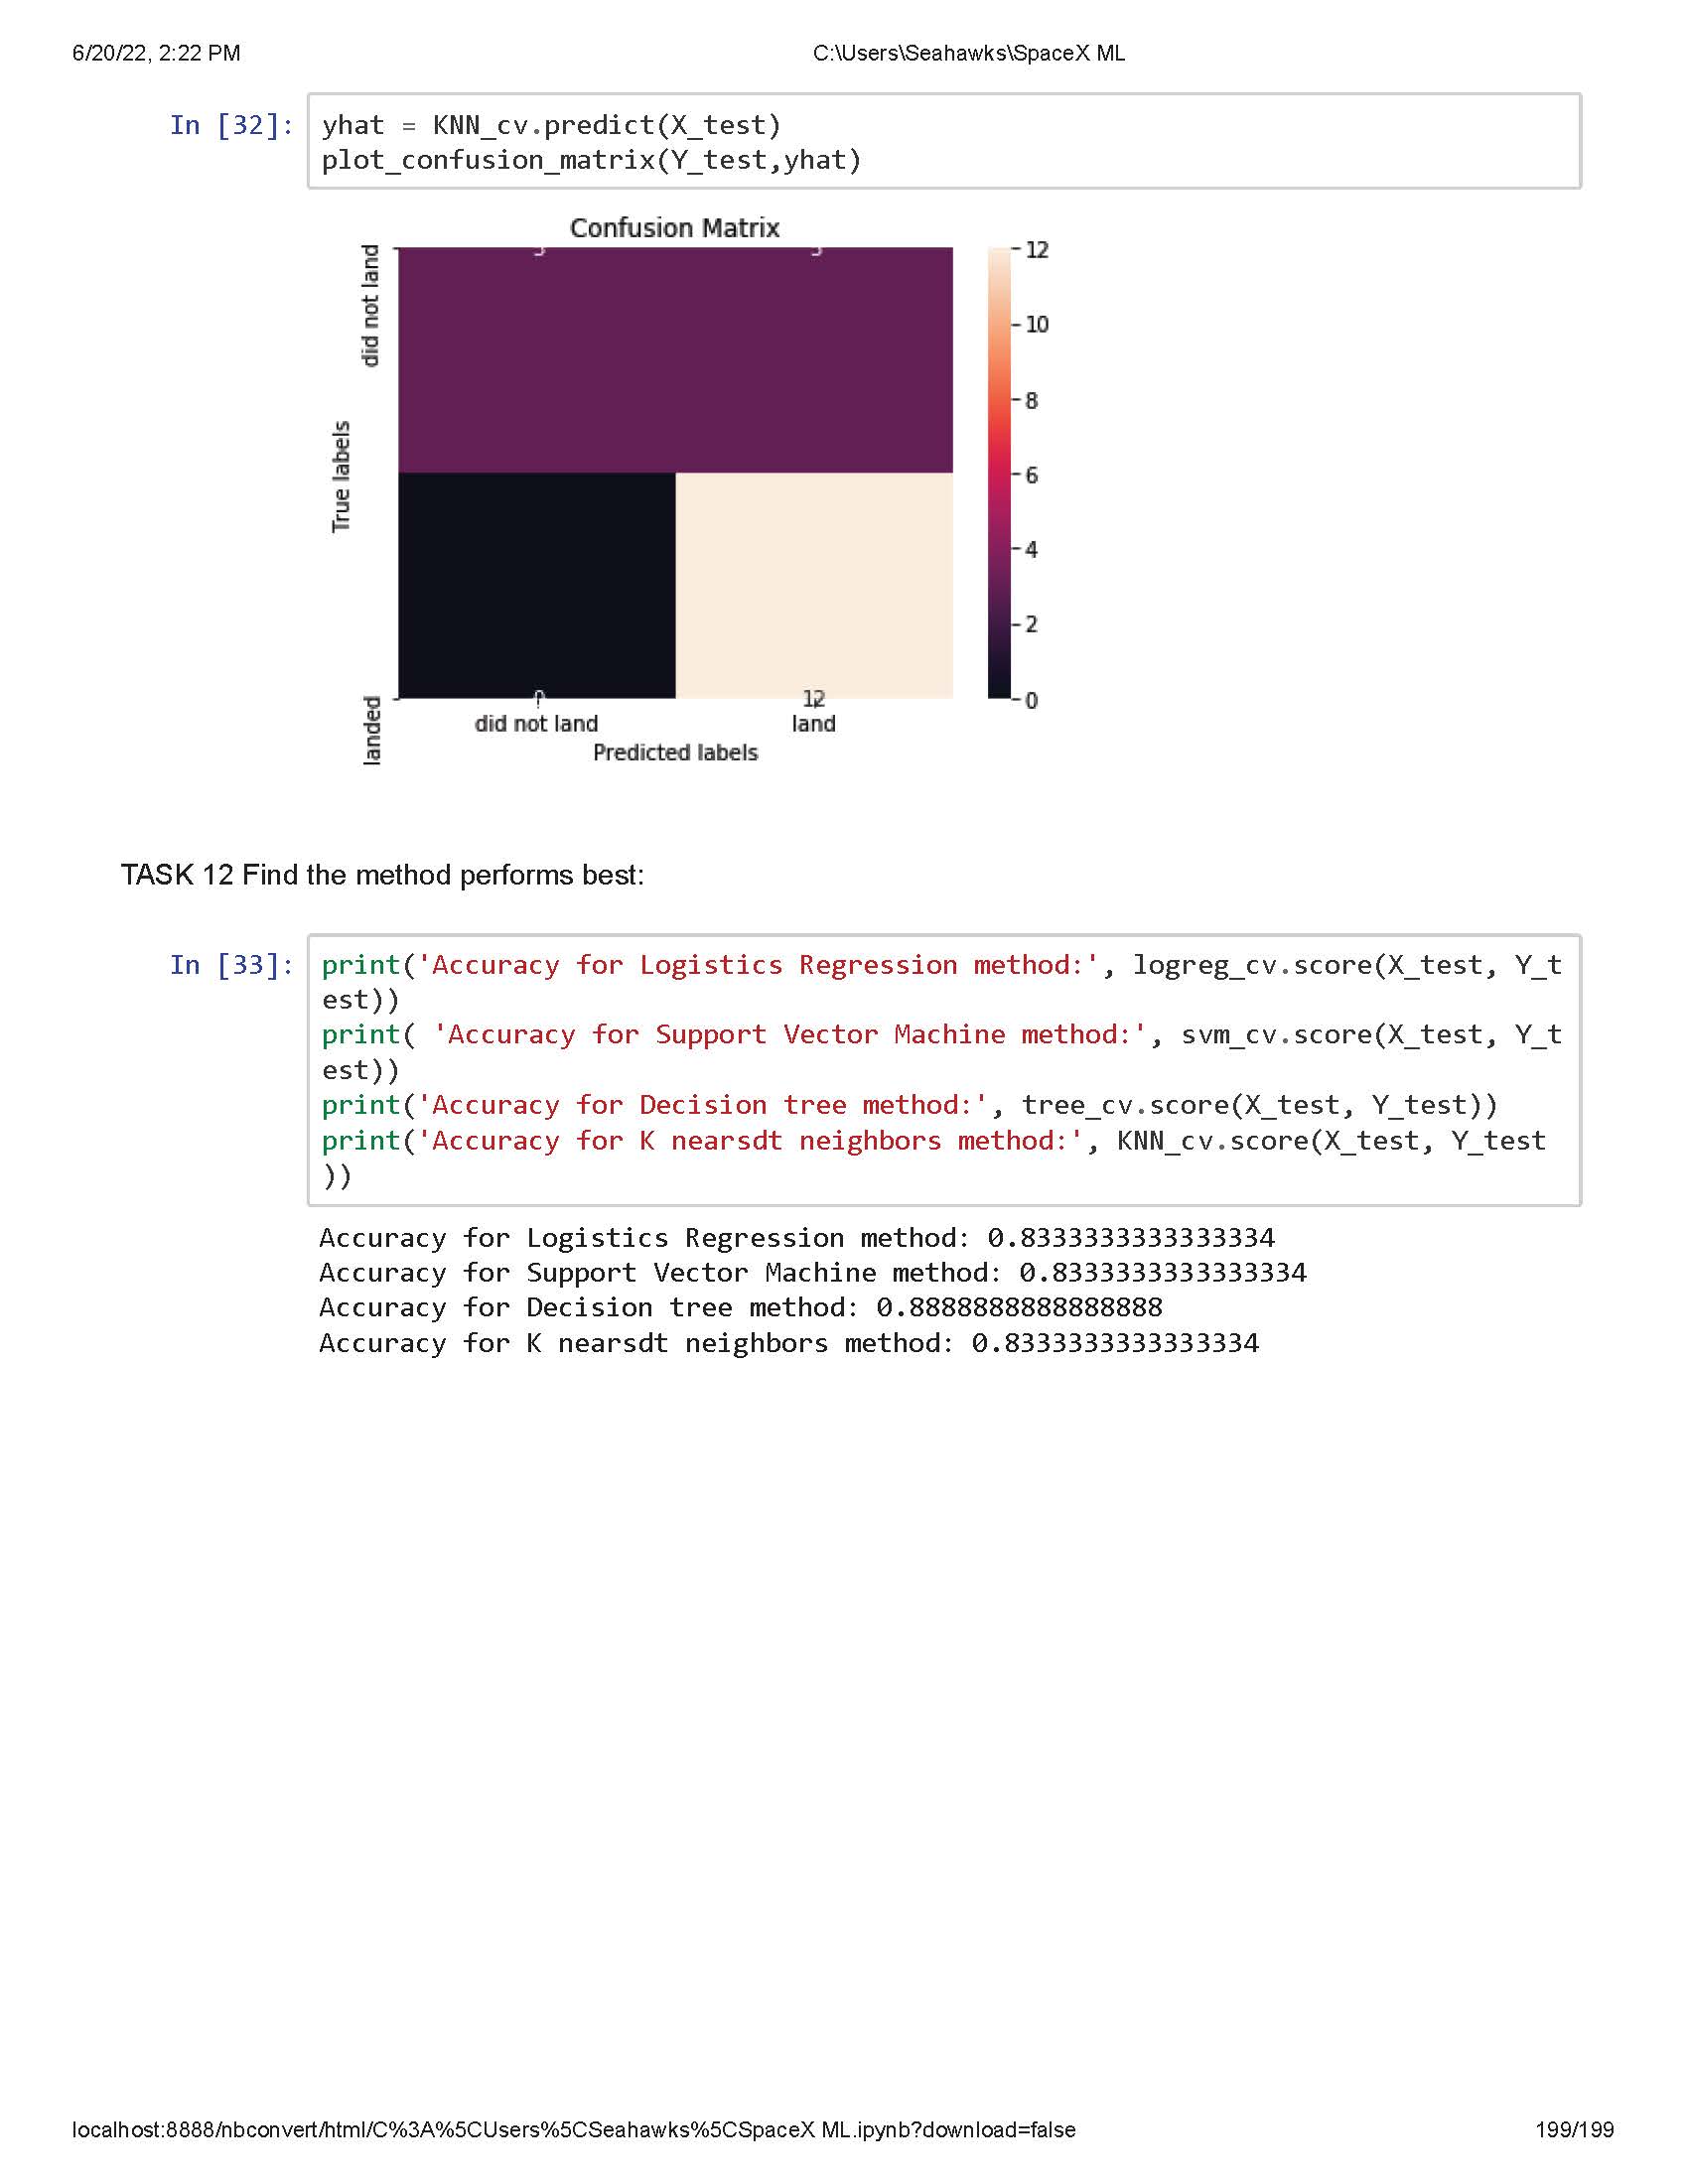 6/20/22, 2:22 PM
C:\Users\Seahawks\SpaceX ML
In [32]:
yhat = KNN_cv.predict(X_test)
plot_confusion_matrix(Y_test,yhat)
Confusion Matrix
did not land
landed
True labels
0
12
did not land
land
Predicted labels
12
10
8
6
4
2
0
TASK 12 Find the method performs best:
In [33]:
print('Accuracy for Logistics Regression method:', logreg_cv.score(X_test, Y_t
est))
print( 'Accuracy for Support Vector Machine method:', svm_cv.score(X_test, Y_t
est))
print('Accuracy for Decision tree method:', tree_cv.score(X_test, Y_test))
print('Accuracy for K nearsdt neighbors method:', KNN_cv.score(X_test, Y_test
))
Accuracy for Logistics Regression method: 0.8333333333333334
Accuracy for Support Vector Machine method: 0.8333333333333334
Accuracy for Decision tree method: 0.8888888888888888
Accuracy for K nearsdt neighbors method: 0.8333333333333334
localhost:8888/nbconvert/html/C%3A%5CUsers%5CSeahawks%5CSpaceX ML.ipynb?download=false
199/199